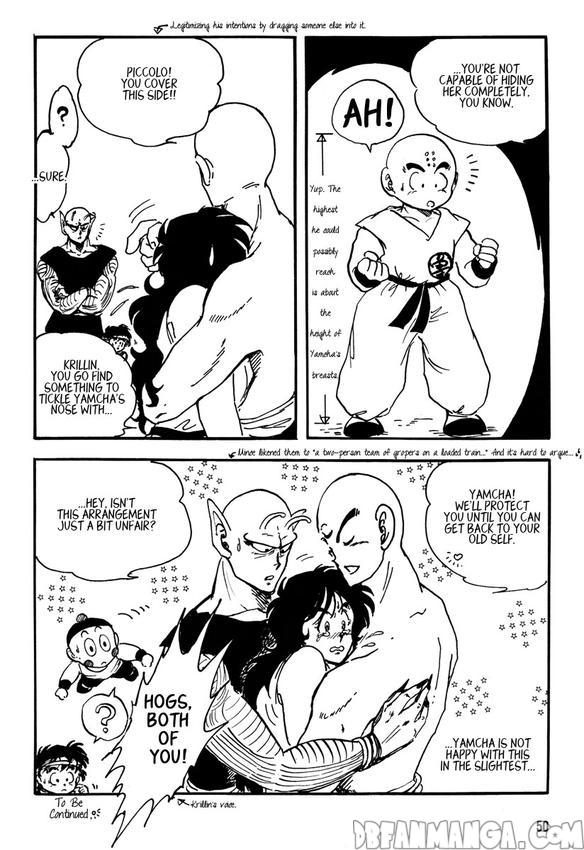 Legitimizing his intentions by dragging someone else into it.
PICCOLO!
YOU COVER
THIS SIDE!!
?
...SURE.
KRILLIN,
YOU GO FIND
SOMETHING TO
TICKLE YAMCHA'S
NOSE WITH...
...YOU'RE NOT
CAPABLE OF HIDING
HER COMPLETELY,
YOU KNOW.
AH!
Yup. The
highest
he could
possibly
reach
is about
the
height of
Yamcha's
breasts.
Minee likened them to "a two-person team of gropers on a loaded train..." And it's hard to argue...
...HEY. ISN'T
THIS ARRANGEMENT
JUST A BIT UNFAIR?
YAMCHA!
WE'LL PROTECT
YOU UNTIL YOU CAN
GET BACK TO YOUR
OLD SELF.
?
HOGS,
BOTH
OF
YOU!
...YAMCHA IS NOT
HAPPY WITH THIS
IN THE SLIGHTEST...
To Be
Continued
Krillin's voice.
50
DBFANMANGA.COM